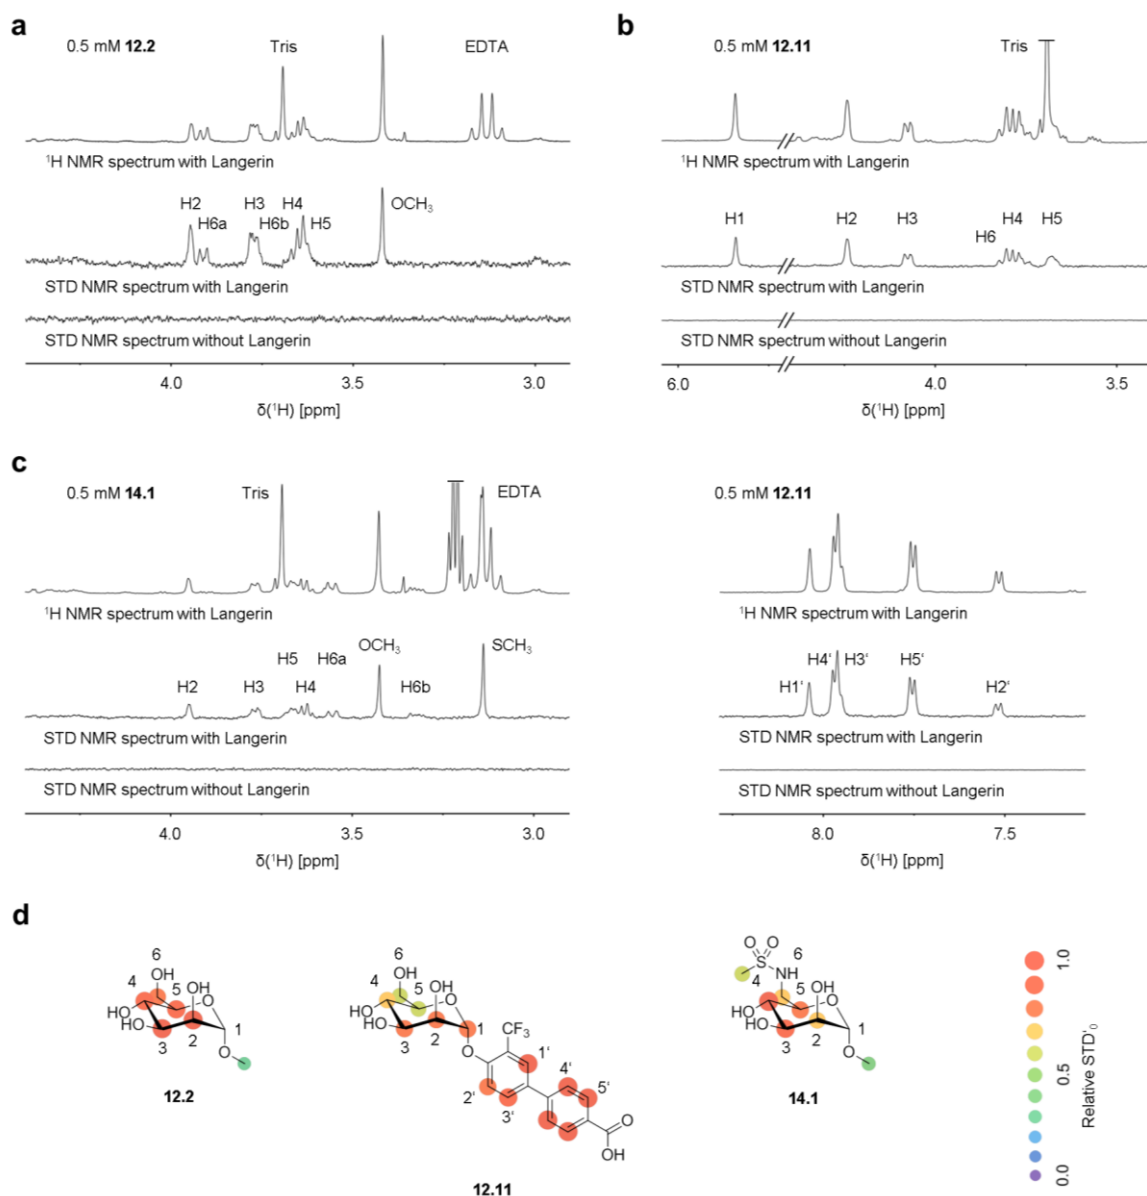 a
0.5 mM 12.2
Tris
EDTA
¹H NMR spectrum with Langerin
H2
H6a
H3
H6b
H4
H5
OCH₃
STD NMR spectrum with Langerin
STD NMR spectrum without Langerin
4.0 3.5 3.0
δ(¹H) [ppm]
b
0.5 mM 12.11
Tris
¹H NMR spectrum with Langerin
H1
H2
H3
H6
H4
H5
STD NMR spectrum with Langerin
STD NMR spectrum without Langerin
6.0 4.0 3.5
δ(¹H) [ppm]
c
0.5 mM 14.1
Tris
EDTA
¹H NMR spectrum with Langerin
H2
H3
H5
H4
H6a
OCH₃
H6b
SCH₃
STD NMR spectrum with Langerin
STD NMR spectrum without Langerin
4.0 3.5 3.0
δ(¹H) [ppm]
0.5 mM 12.11
¹H NMR spectrum with Langerin
H1'
H4'
H3'
H5'
H2'
STD NMR spectrum with Langerin
STD NMR spectrum without Langerin
8.0 7.5
δ(¹H) [ppm]
d
6
OH
4
5
OH
O
HO
HO
3
2
1
O
12.2
6
OH
4
5
OH
O
HO
HO
3
2
1
O
CF₃
1'
2'
3'
4'
5'
O
OH
12.11
O O
S
6
NH
4
5
OH
O
HO
HO
3
2
1
O
14.1
1.0
0.5
0.0
Relative STD'₀